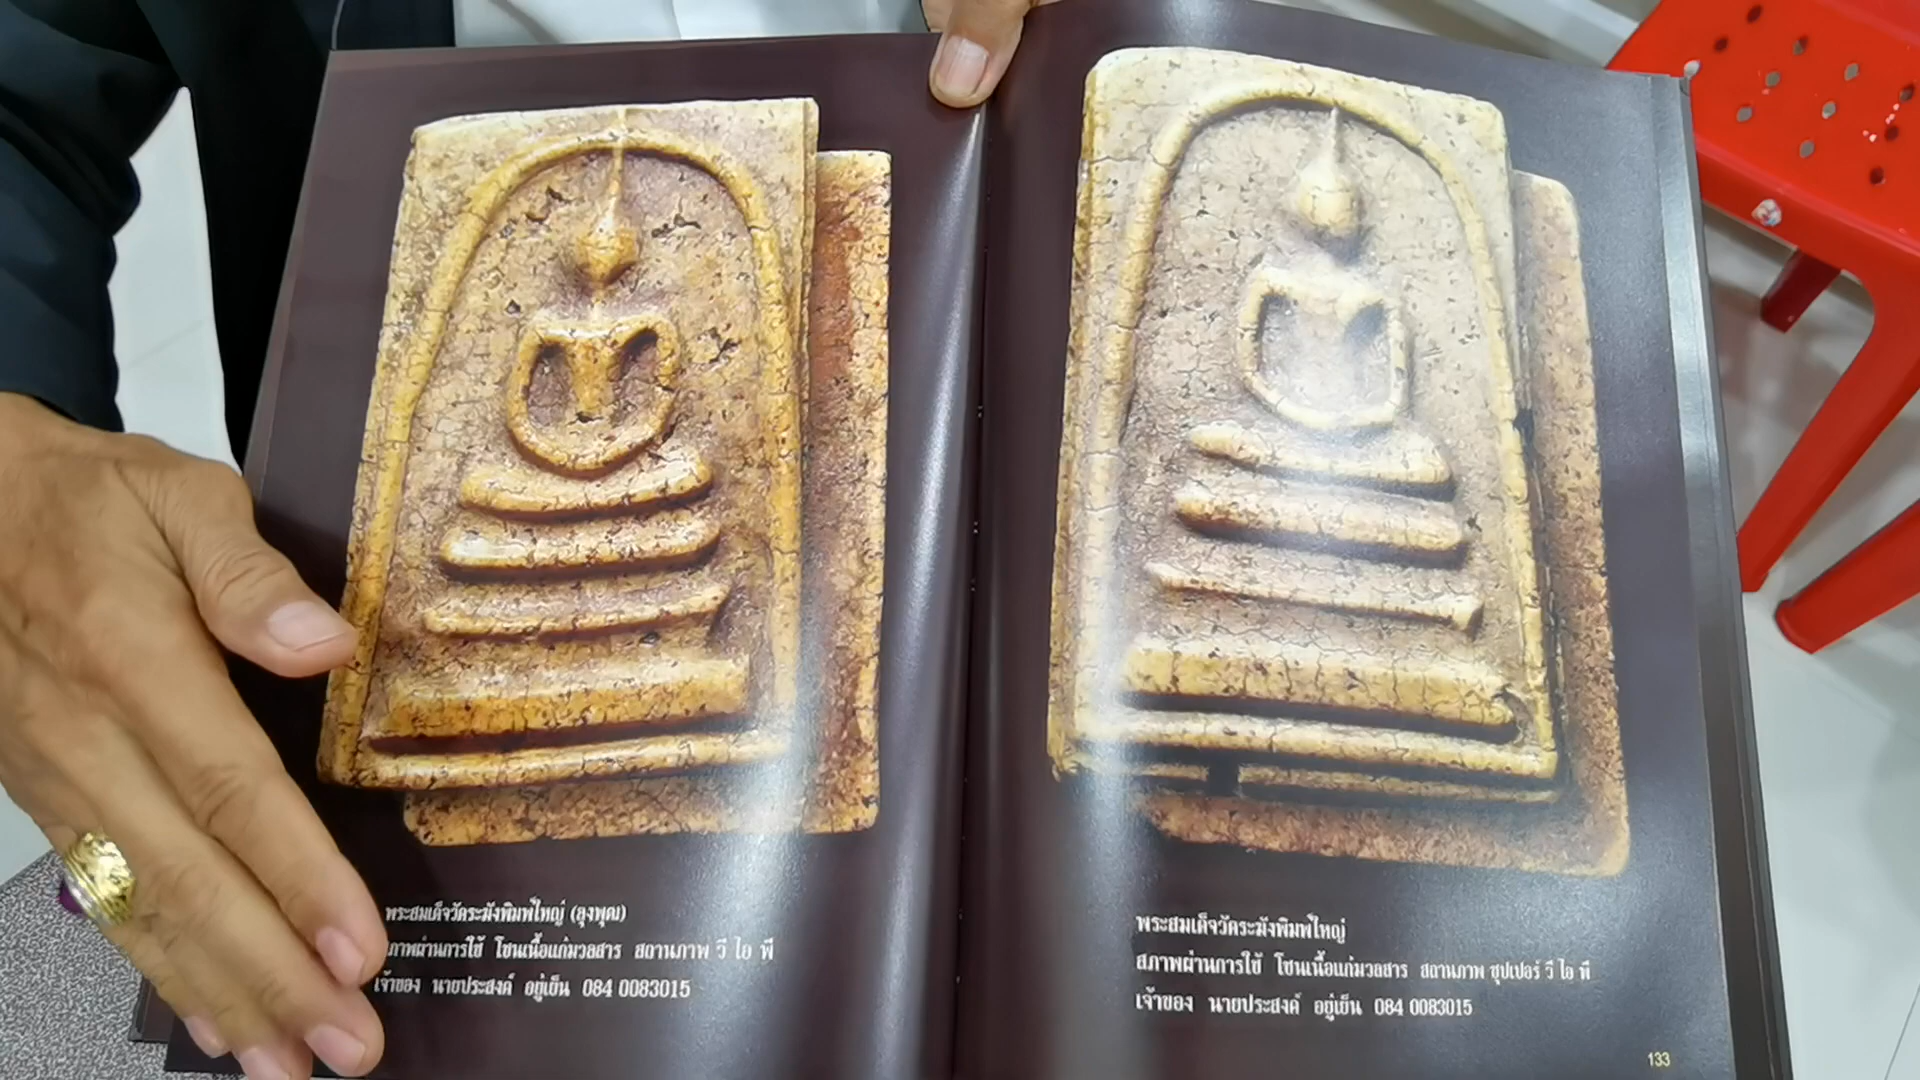 พระสมเด็จวัดระฆังพิมพ์ใหญ่ (ลุงพุฒ)
สภาพผ่านการใช้ โซนเนื้อแก่มวลสาร สถานภาพ วี ไอ พี
เจ้าของ นายประสงค์ อยู่เย็น 084 0083015
พระสมเด็จวัดระฆังพิมพ์ใหญ่
สภาพผ่านการใช้ โซนเนื้อแก่มวลสาร สถานภาพ ซุปเปอร์ วี ไอ พี
เจ้าของ นายประสงค์ อยู่เย็น 084 0083015
133